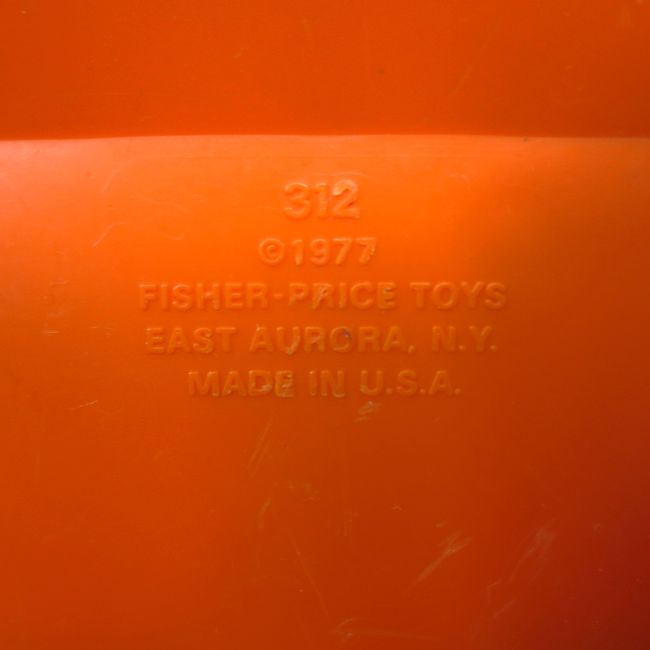 312
©1977
FISHER-PRICE TOYS
EAST AURORA, N.Y.
MADE IN U.S.A.